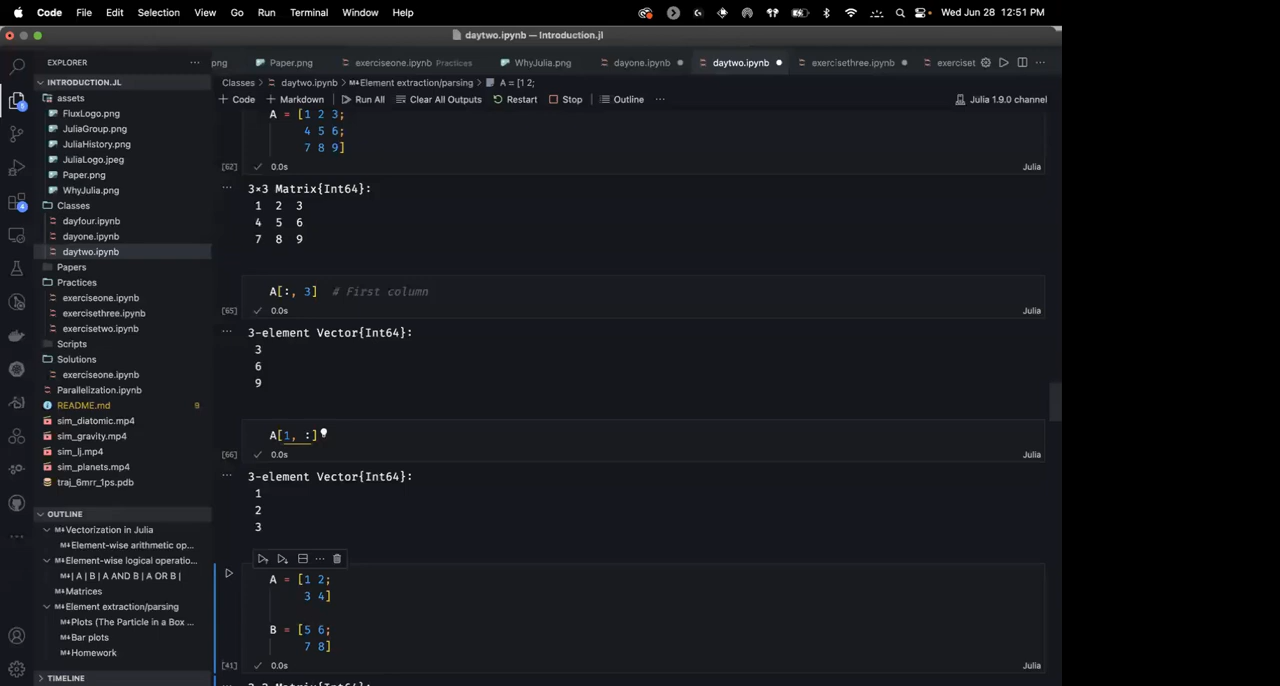 Code File Edit Selection View Go Run Terminal Window Help Wed Jun 28 12:51 PM
daytwo.ipynb — Introduction.jl
EXPLORER ... png Paper.png exerciseone.ipynb Practices WhyJulia.png dayone.ipynb daytwo.ipynb exercisethree.ipynb exerciset
INTRODUCTION.JL
Classes > daytwo.ipynb > Element extraction/parsing > A = [1 2;
+ Code + Markdown Run All Clear All Outputs Restart Stop Outline ... Julia 1.9.0 channel
assets
FluxLogo.png
JuliaGroup.png
JuliaHistory.png
JuliaLogo.jpeg
Paper.png
WhyJulia.png
Classes
dayfour.ipynb
dayone.ipynb
daytwo.ipynb
Papers
Practices
exerciseone.ipynb
exercisethree.ipynb
exercisetwo.ipynb
Scripts
Solutions
exerciseone.ipynb
Parallelization.ipynb
README.md 9
sim_diatomic.mp4
sim_gravity.mp4
sim_lj.mp4
sim_planets.mp4
traj_6mrr_1ps.pdb
OUTLINE
Vectorization in Julia
Element-wise arithmetic op...
Element-wise logical operatio...
| A | B | A AND B | A OR B |
Matrices
Element extraction/parsing
Plots (The Particle in a Box ...
Bar plots
Homework
TIMELINE
A = [1 2 3;
4 5 6;
7 8 9]
[62] 0.0s Julia
... 3×3 Matrix{Int64}:
1 2 3
4 5 6
7 8 9
A[:, 3] # First column
[65] 0.0s Julia
... 3-element Vector{Int64}:
3
6
9
A[1, :]
[66] 0.0s Julia
... 3-element Vector{Int64}:
1
2
3
A = [1 2;
3 4]
B = [5 6;
7 8]
[41] 0.0s Julia